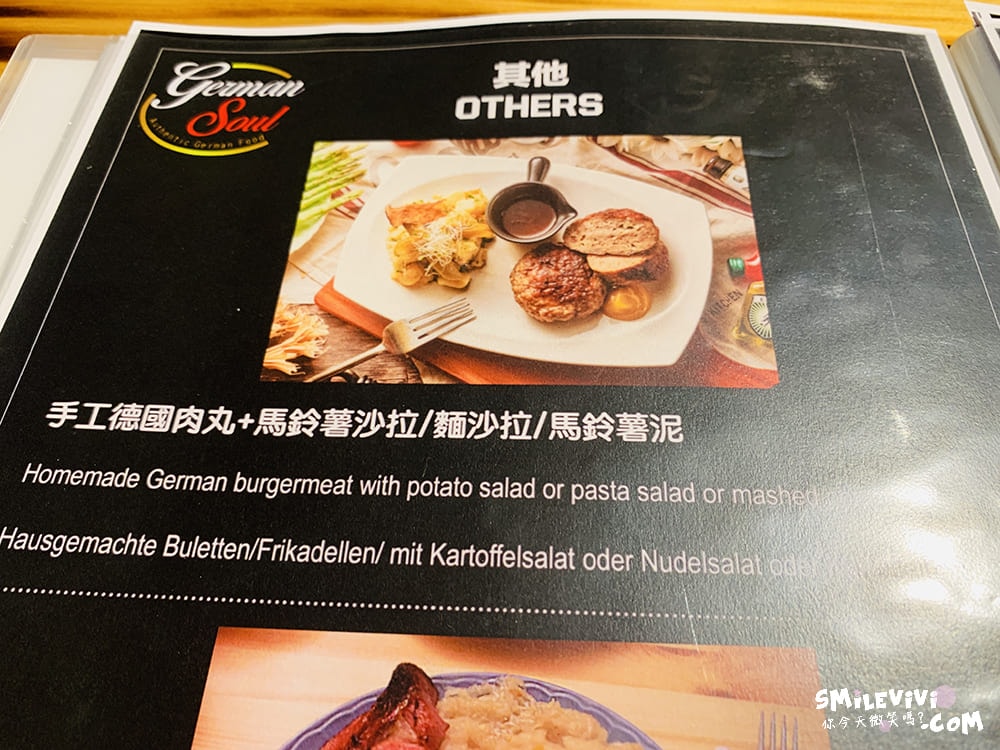 German
Soul
Authentic German Food
其他
OTHERS
KITCHEN
手工德國肉丸+馬鈴薯沙拉/麵沙拉/馬鈴薯泥
Homemade German burgermeat with potato salad or pasta salad or mashed
Hausgemachte Buletten/Frikadellen/ mit Kartoffelsalat oder Nudelsalat oder
SMILEVIVI
你今天微笑嗎?
.COM